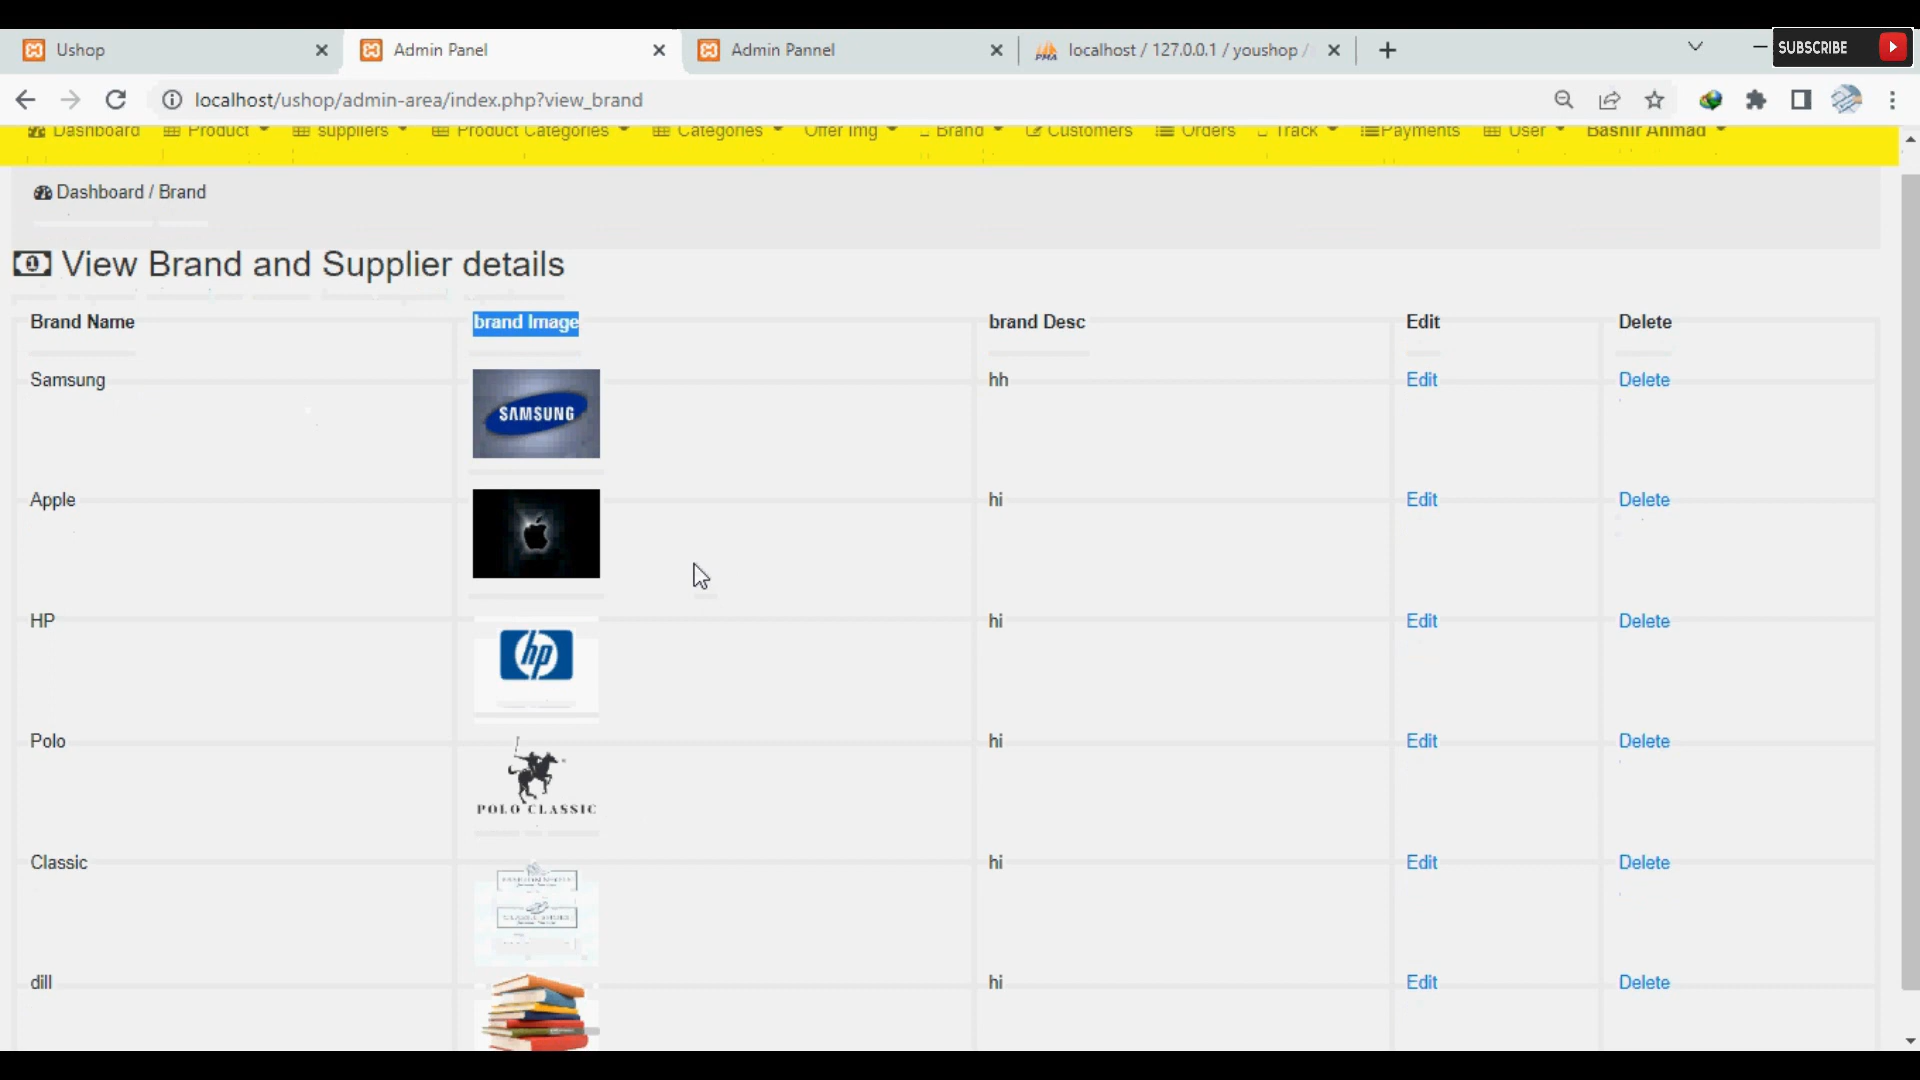 Ushop
Admin Panel
Admin Pannel
localhost / 127.0.0.1 / youshop /
SUBSCRIBE
localhost/ushop/admin-area/index.php?view_brand
Dashboard Product suppliers Product Categories Categories Offer Img Brand Customers Orders Track Payments User Bashir Ahmad
Dashboard / Brand
View Brand and Supplier details
Brand Name brand Image brand Desc Edit Delete
Samsung SAMSUNG hh Edit Delete
Apple hi Edit Delete
HP hp hi Edit Delete
Polo hi Edit Delete
POLO CLASSIC
Classic hi Edit Delete
dill hi Edit Delete